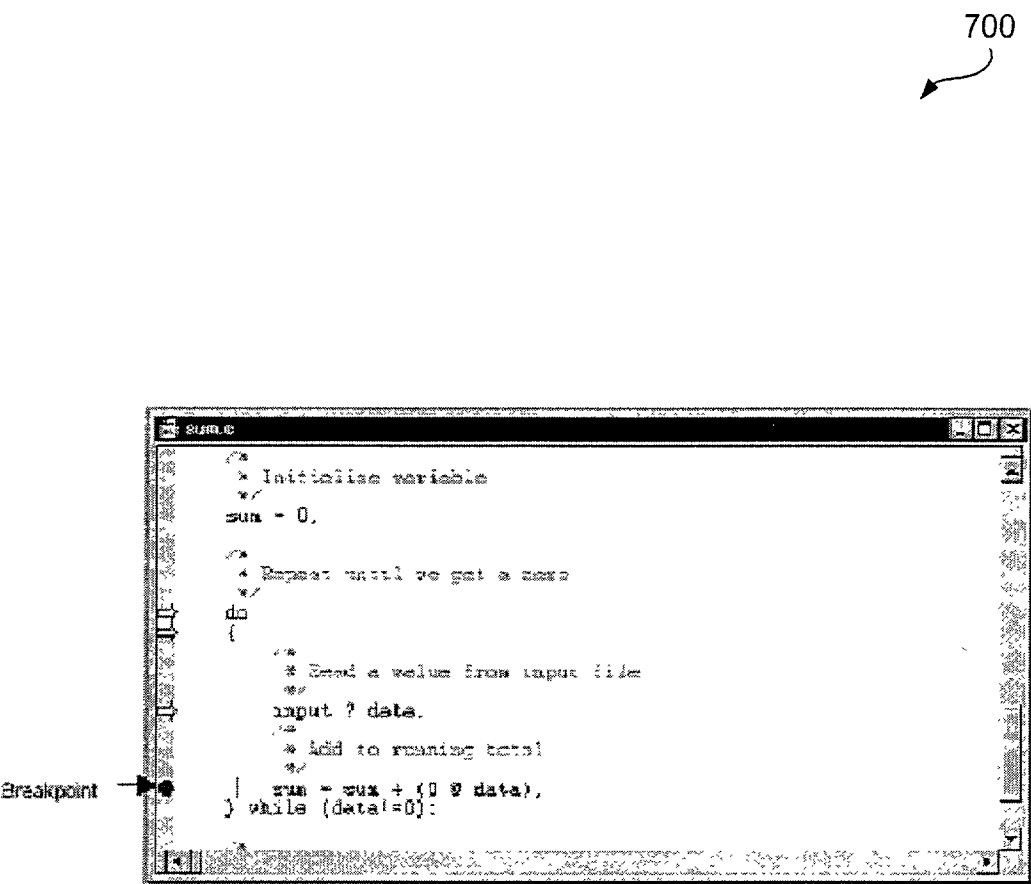 700
sum.c
/*
* Initialise variable
*/
sum = 0;
/*
* Repeat until we get a zero
*/
do
{
/*
* Read a value from input file
*/
input ? data;
/*
* Add to running total
*/
Breakpoint
sum = sum + (0 @ data);
} while (data!=0);
/*